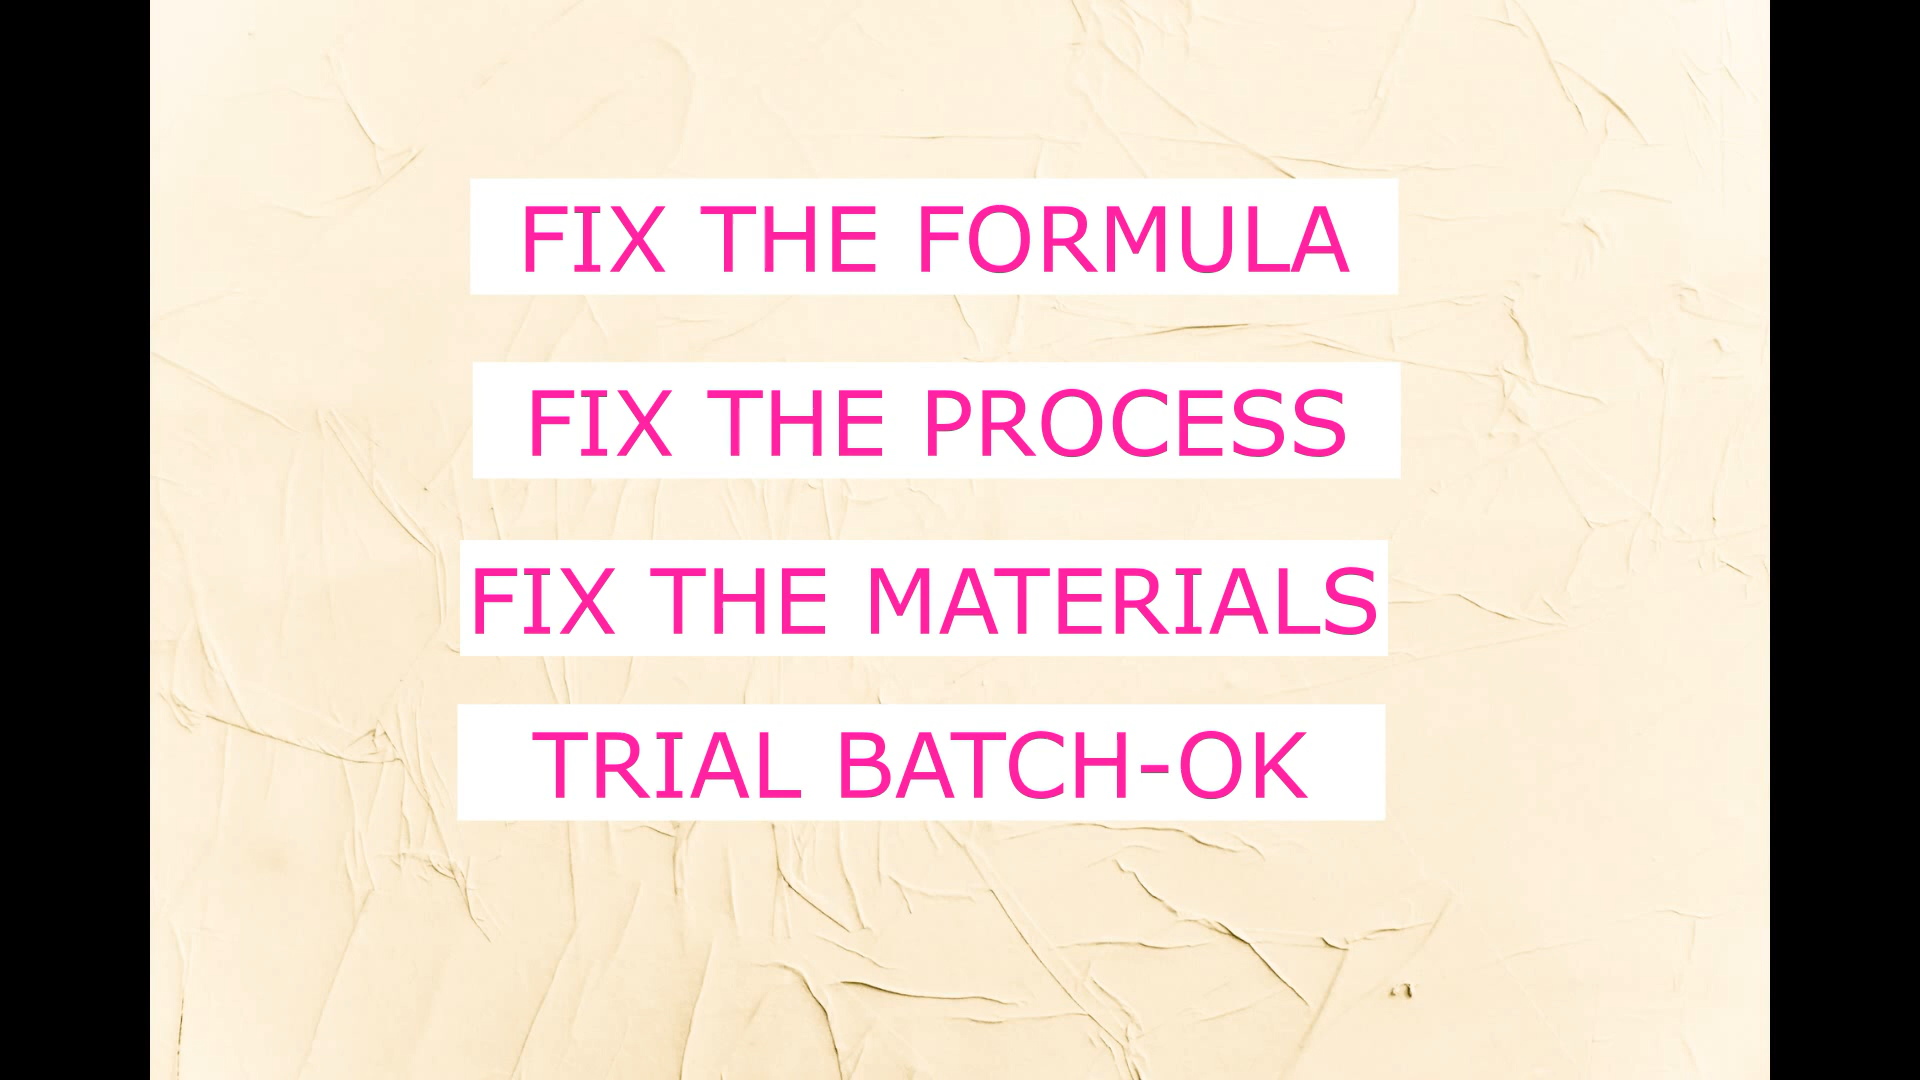 FIX THE FORMULA
FIX THE PROCESS
FIX THE MATERIALS
TRIAL BATCH-OK